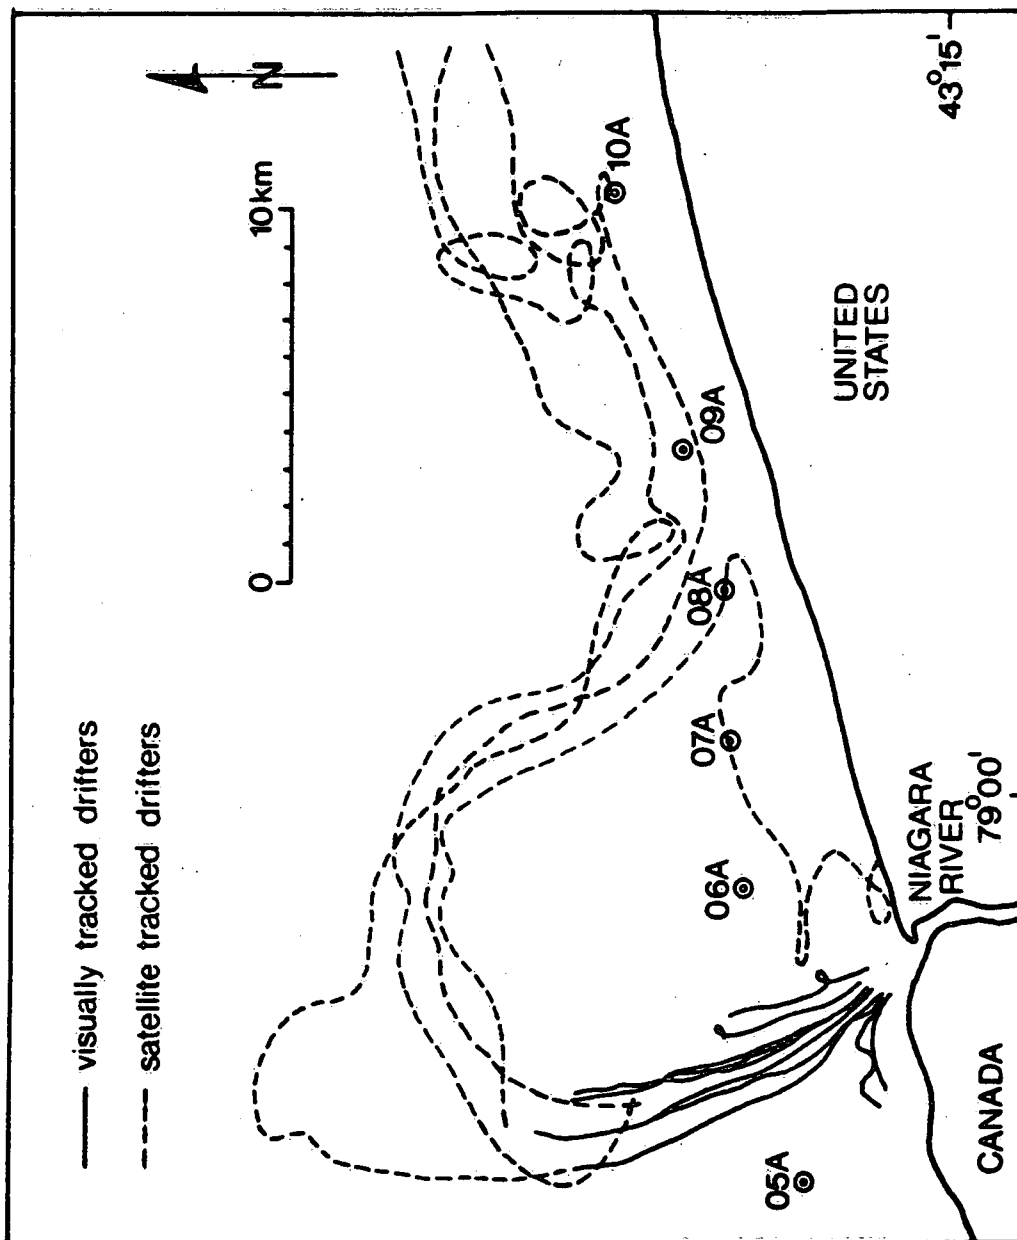 visually tracked drifters
satellite tracked drifters
0
10km
N
05A
06A
07A
08A
09A
10A
UNITED
STATES
CANADA
NIAGARA
RIVER
79°00'
43°15'